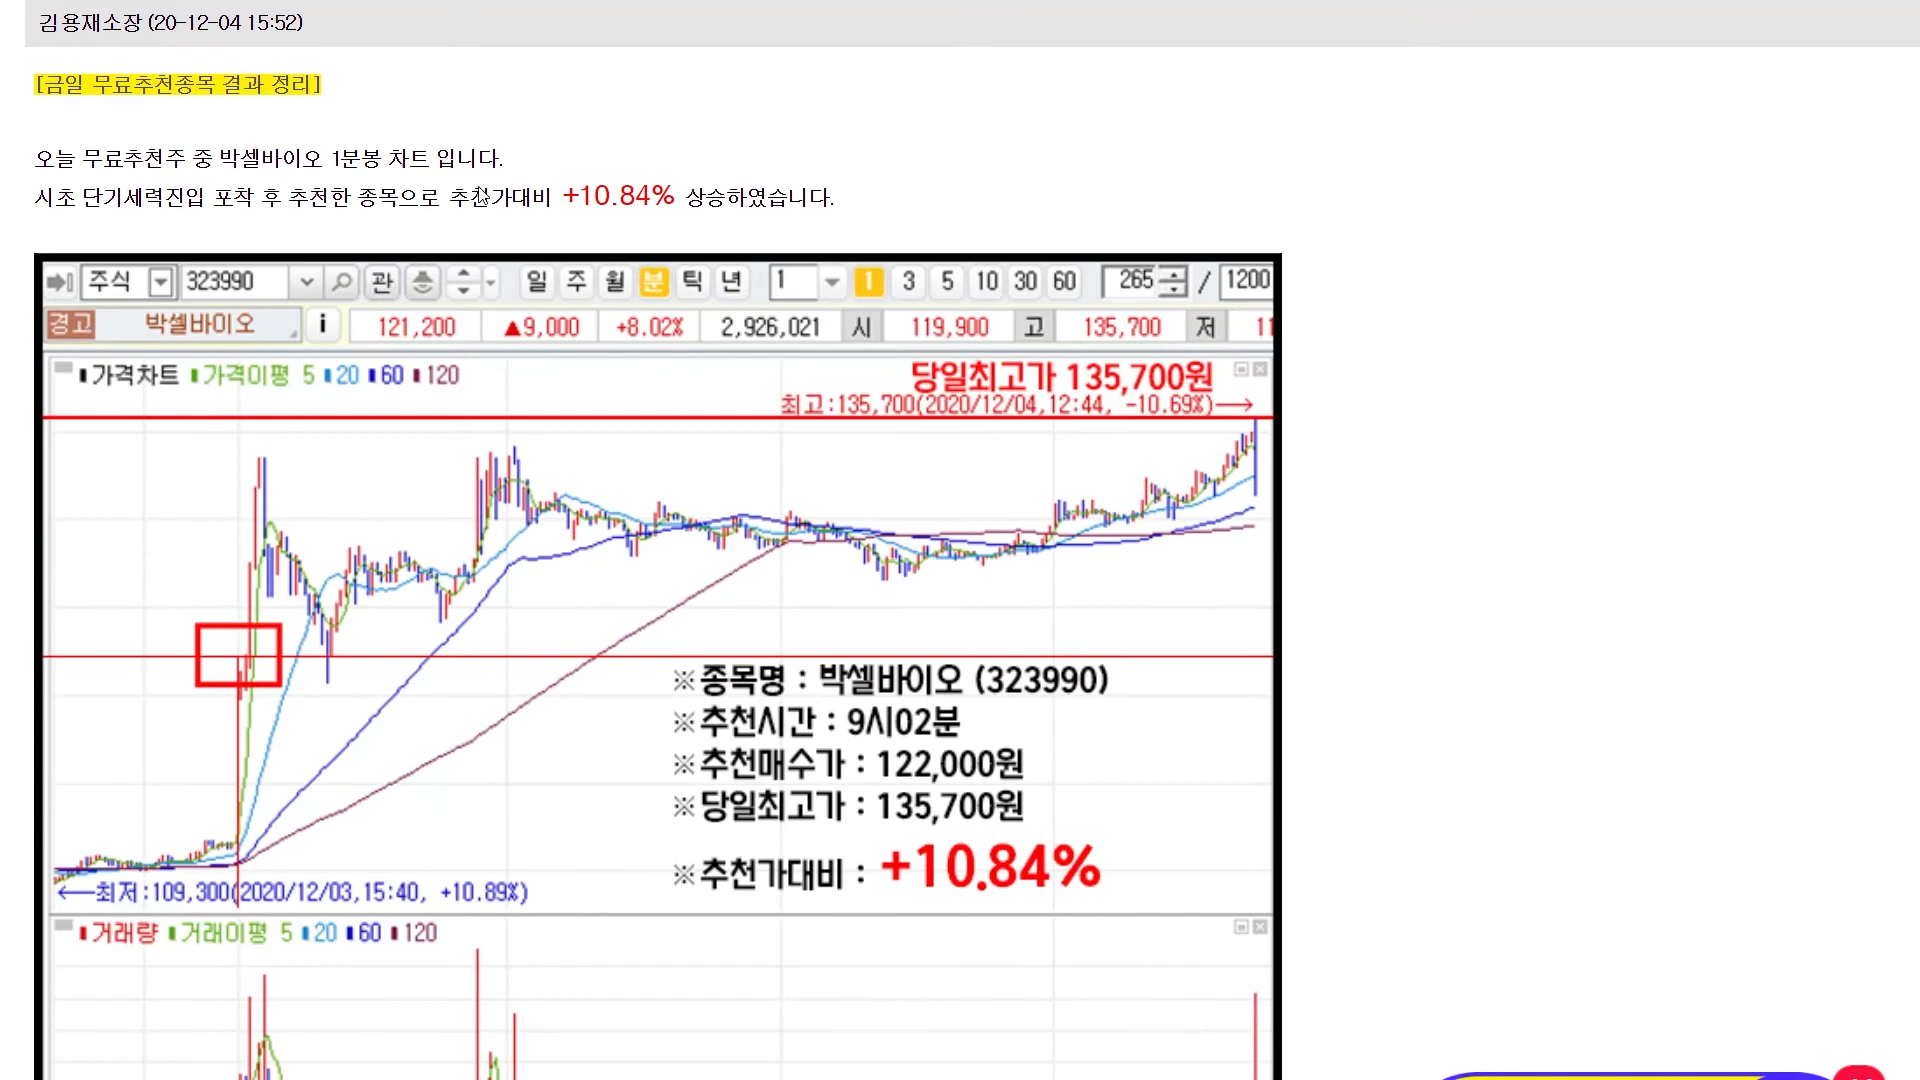 김용재소장 (20-12-04 15:52)
[금일 무료추천종목 결과 정리]
오늘 무료추천주 중 박셀바이오 1분봉 차트 입니다.
시초 단기세력진입 포착 후 추천한 종목으로 추천가대비 +10.84% 상승하였습니다.
주식 323990 관 일 주 월 분 틱 년 1 1 3 5 10 30 60 265 / 1200
경고 박셀바이오 i 121,200 ▲9,000 +8.02% 2,926,021 시 119,900 고 135,700 저 11
가격차트 가격이평 5 20 60 120
당일최고가 135,700원
최고:135,700(2020/12/04,12:44, -10.69%)→
※종목명 : 박셀바이오 (323990)
※추천시간 : 9시02분
※추천매수가 : 122,000원
※당일최고가 : 135,700원
※추천가대비 : +10.84%
←최저:109,300(2020/12/03,15:40, +10.89%)
거래량 거래이평 5 20 60 120